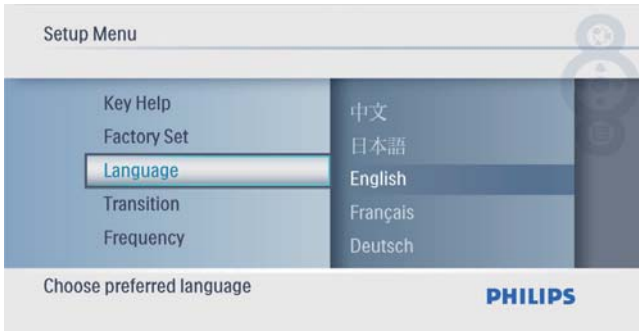 Setup Menu
Key Help
Factory Set
Language
Transition
Frequency
中文
日本語
English
Français
Deutsch
Choose preferred language
PHILIPS